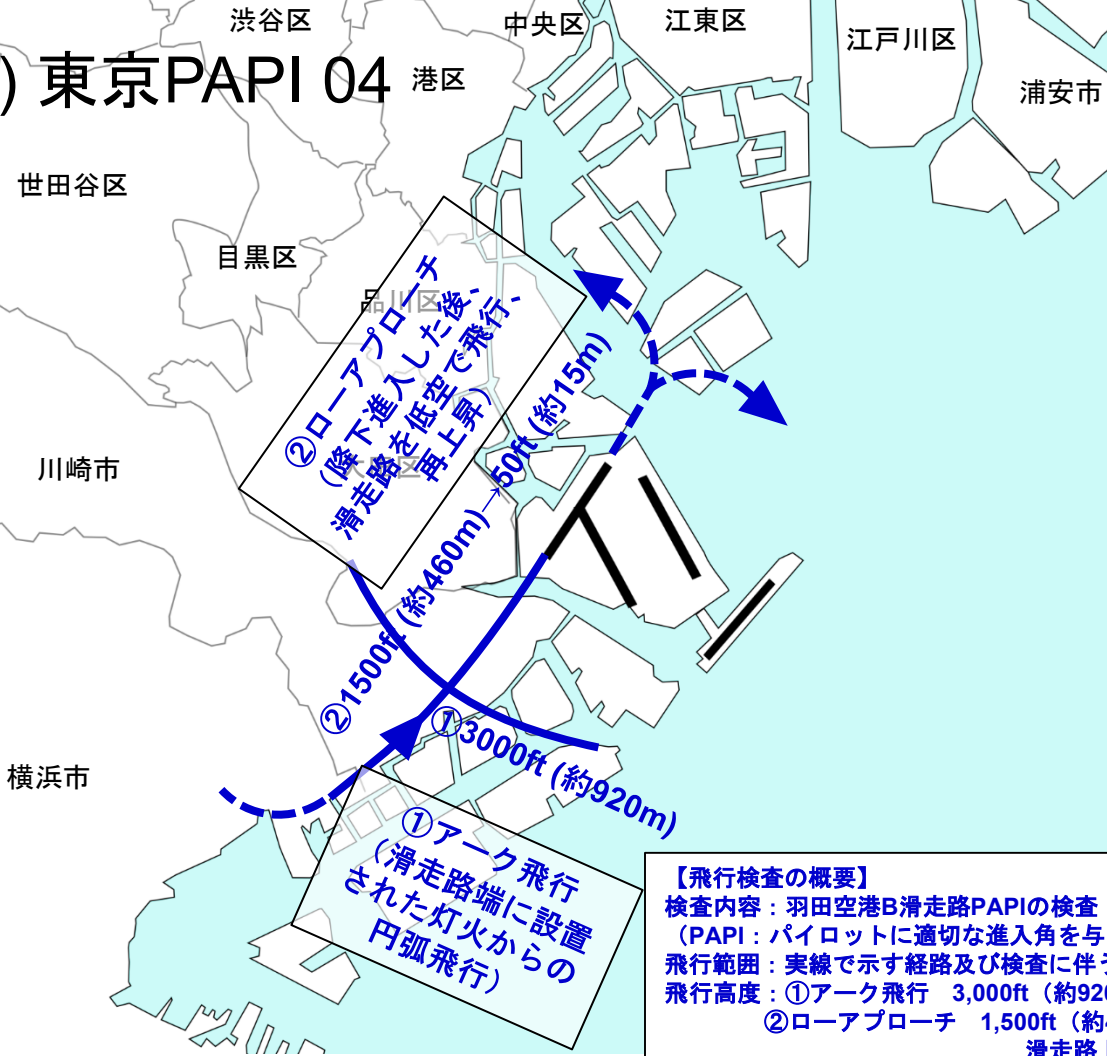 渋谷区
中央区
江東区
江戸川区
) 東京PAPI 04
港区
浦安市
世田谷区
目黒区
品川区
②ローアプローチ
（降下進入した後、
滑走路を低空で飛行、
再上昇）
川崎市
②1500ft (約460m)→50ft (約15m)
①3000ft (約920m)
横浜市
①アーク飛行
（滑走路端に設置
された灯火からの
円弧飛行）
【飛行検査の概要】
検査内容：羽田空港B滑走路PAPIの検査
（PAPI：パイロットに適切な進入角を与
飛行範囲：実線で示す経路及び検査に伴う
飛行高度：①アーク飛行　3,000ft（約920
②ローアプローチ　1,500ft（約4
滑走路